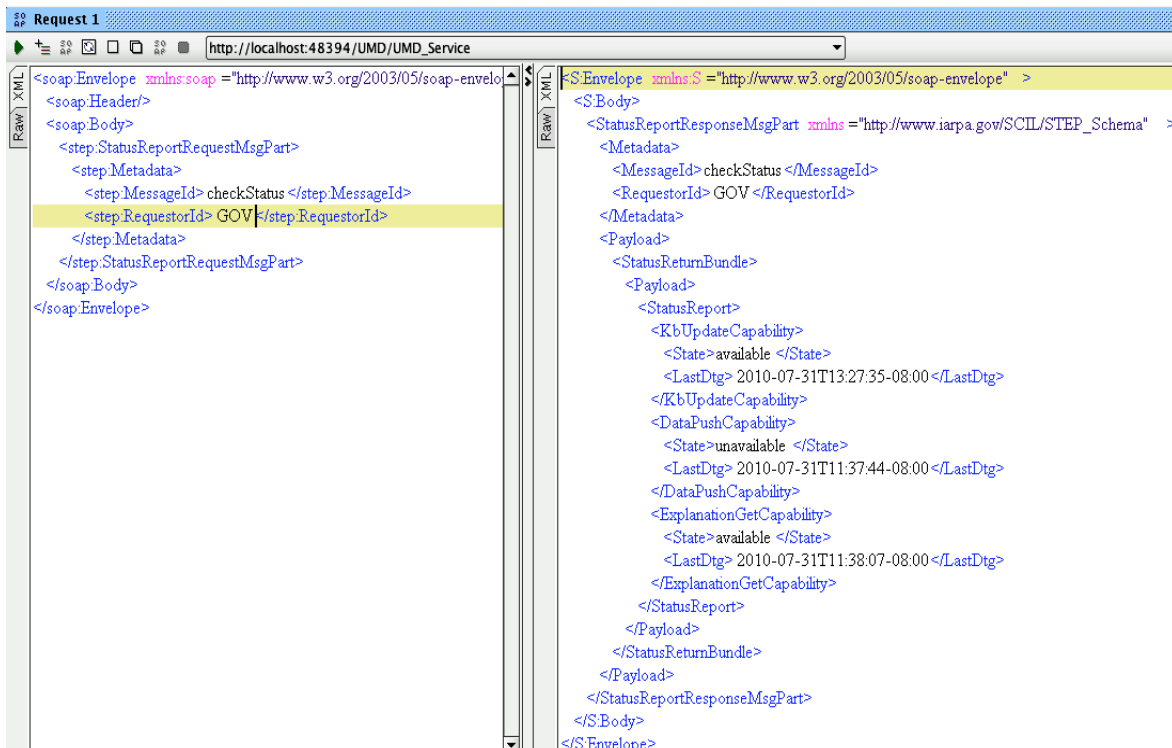 Request 1
http://localhost:48394/UMD/UMD_Service
XML
Raw
<soap:Envelope xmlns:soap ="http://www.w3.org/2003/05/soap-envelo
<soap:Header/>
<soap:Body>
<step:StatusReportRequestMsgPart>
<step:Metadata>
<step:MessageId> checkStatus </step:MessageId>
<step:RequestorId> GOV </step:RequestorId>
</step:Metadata>
</step:StatusReportRequestMsgPart>
</soap:Body>
</soap:Envelope>
XML
Raw
<S:Envelope xmlns:S ="http://www.w3.org/2003/05/soap-envelope" >
<S:Body>
<StatusReportResponseMsgPart xmlns ="http://www.iarpa.gov/SCIL/STEP_Schema" >
<Metadata>
<MessageId> checkStatus </MessageId>
<RequestorId> GOV </RequestorId>
</Metadata>
<Payload>
<StatusReturnBundle>
<Payload>
<StatusReport>
<KbUpdateCapability>
<State>available </State>
<LastDtg> 2010-07-31T13:27:35-08:00 </LastDtg>
</KbUpdateCapability>
<DataPushCapability>
<State>unavailable </State>
<LastDtg> 2010-07-31T11:37:44-08:00 </LastDtg>
</DataPushCapability>
<ExplanationGetCapability>
<State>available </State>
<LastDtg> 2010-07-31T11:38:07-08:00 </LastDtg>
</ExplanationGetCapability>
</StatusReport>
</Payload>
</StatusReturnBundle>
</Payload>
</StatusReportResponseMsgPart>
</S:Body>
</S:Envelope>